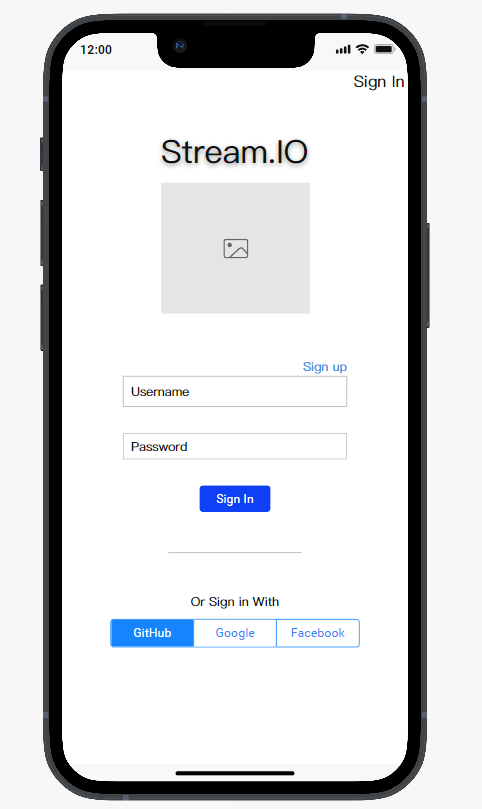 12:00
Sign In
Stream.IO
Sign up
Username
Password
Sign In
Or Sign in With
GitHub Google Facebook